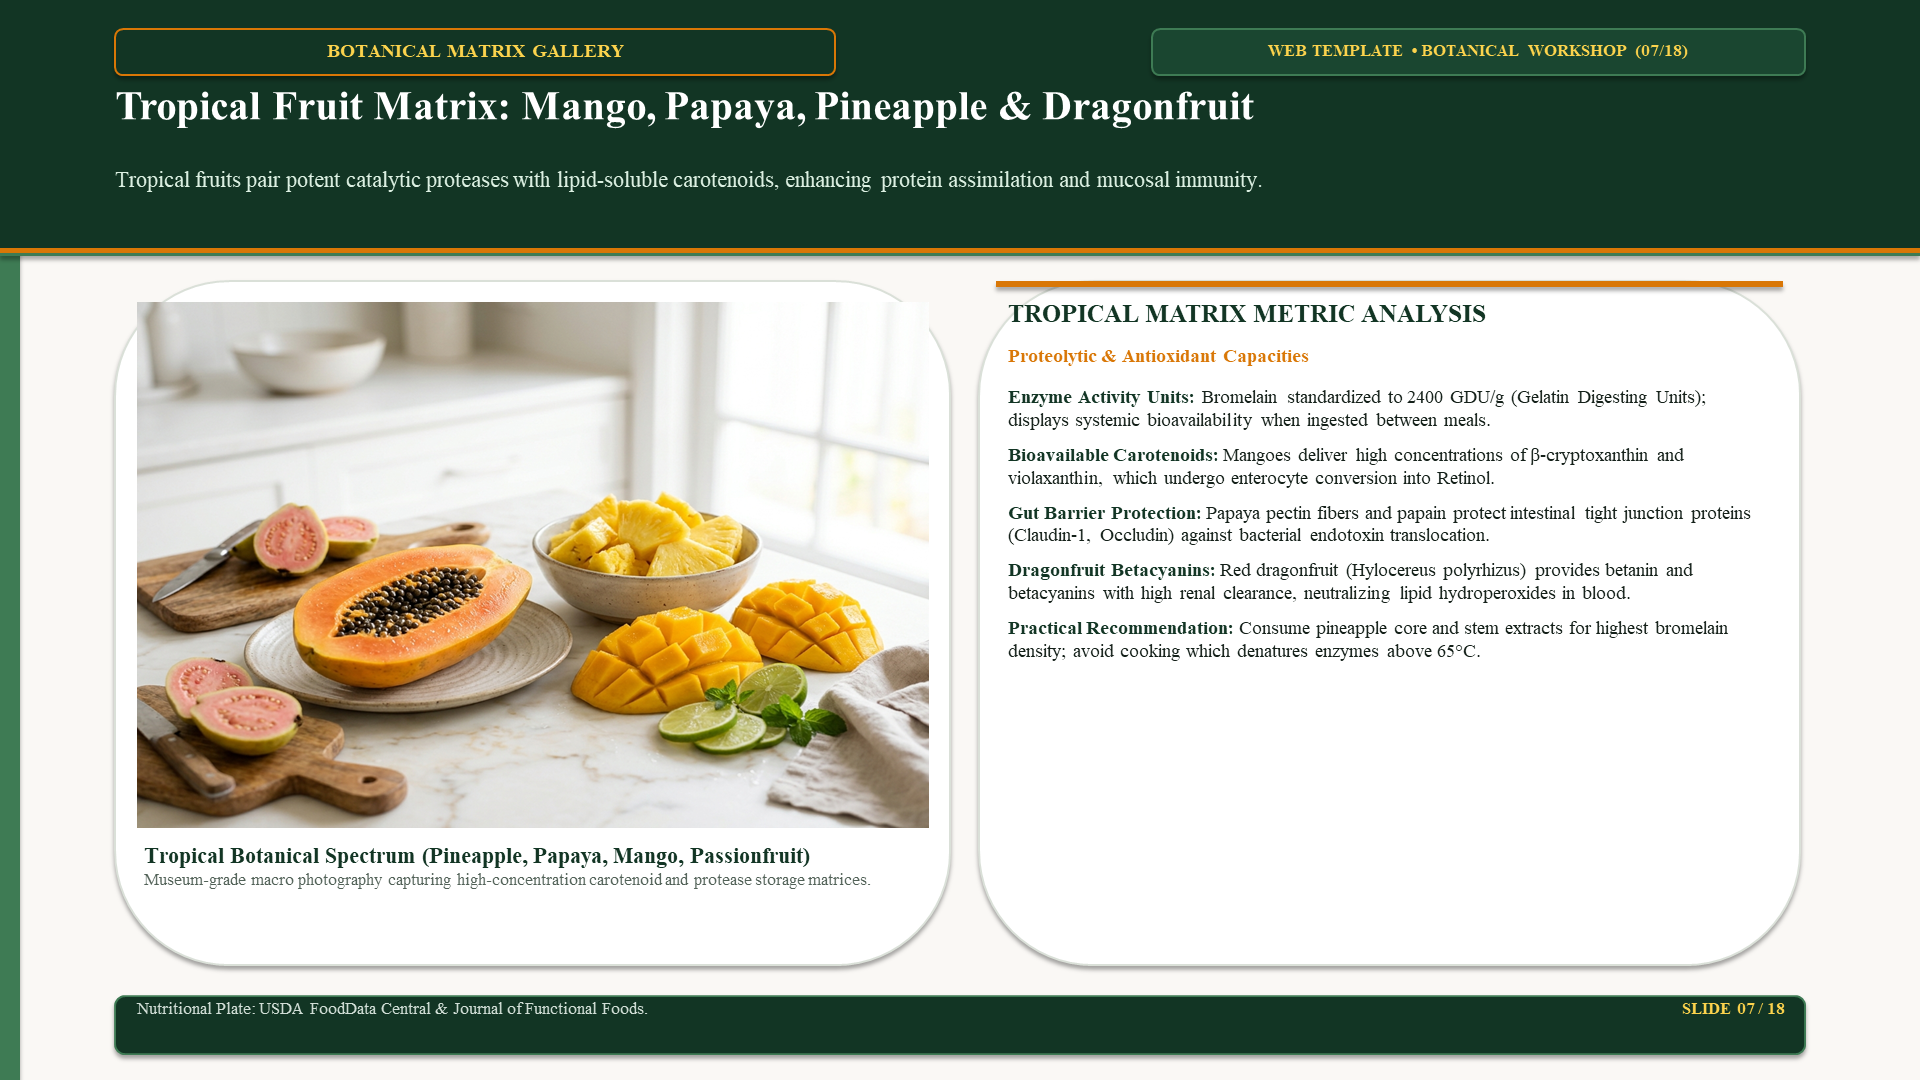 BOTANICAL MATRIX GALLERY
WEB TEMPLATE • BOTANICAL WORKSHOP (07/18)
Tropical Fruit Matrix: Mango, Papaya, Pineapple & Dragonfruit
Tropical fruits pair potent catalytic proteases with lipid-soluble carotenoids, enhancing protein assimilation and mucosal immunity.
Tropical Botanical Spectrum (Pineapple, Papaya, Mango, Passionfruit)
Museum-grade macro photography capturing high-concentration carotenoid and protease storage matrices.
TROPICAL MATRIX METRIC ANALYSIS
Proteolytic & Antioxidant Capacities
Enzyme Activity Units: Bromelain standardized to 2400 GDU/g (Gelatin Digesting Units);
displays systemic bioavailability when ingested between meals.
Bioavailable Carotenoids: Mangoes deliver high concentrations of β-cryptoxanthin and
violaxanthin, which undergo enterocyte conversion into Retinol.
Gut Barrier Protection: Papaya pectin fibers and papain protect intestinal tight junction proteins
(Claudin-1, Occludin) against bacterial endotoxin translocation.
Dragonfruit Betacyanins: Red dragonfruit (Hylocereus polyrhizus) provides betanin and
betacyanins with high renal clearance, neutralizing lipid hydroperoxides in blood.
Practical Recommendation: Consume pineapple core and stem extracts for highest bromelain
density; avoid cooking which denatures enzymes above 65°C.
Nutritional Plate: USDA FoodData Central & Journal of Functional Foods.
SLIDE 07 / 18